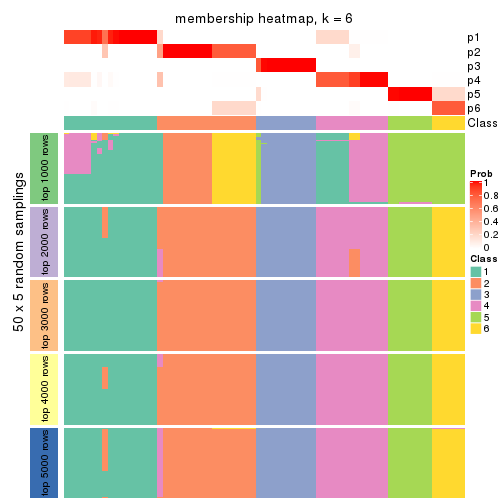 membership heatmap, k = 6
p1
p2
p3
p4
p5
p6
Class
50 x 5 random samplings
top 1000 rows
top 2000 rows
top 3000 rows
top 4000 rows
top 5000 rows
Prob
1
0.8
0.6
0.4
0.2
0
Class
1
2
3
4
5
6